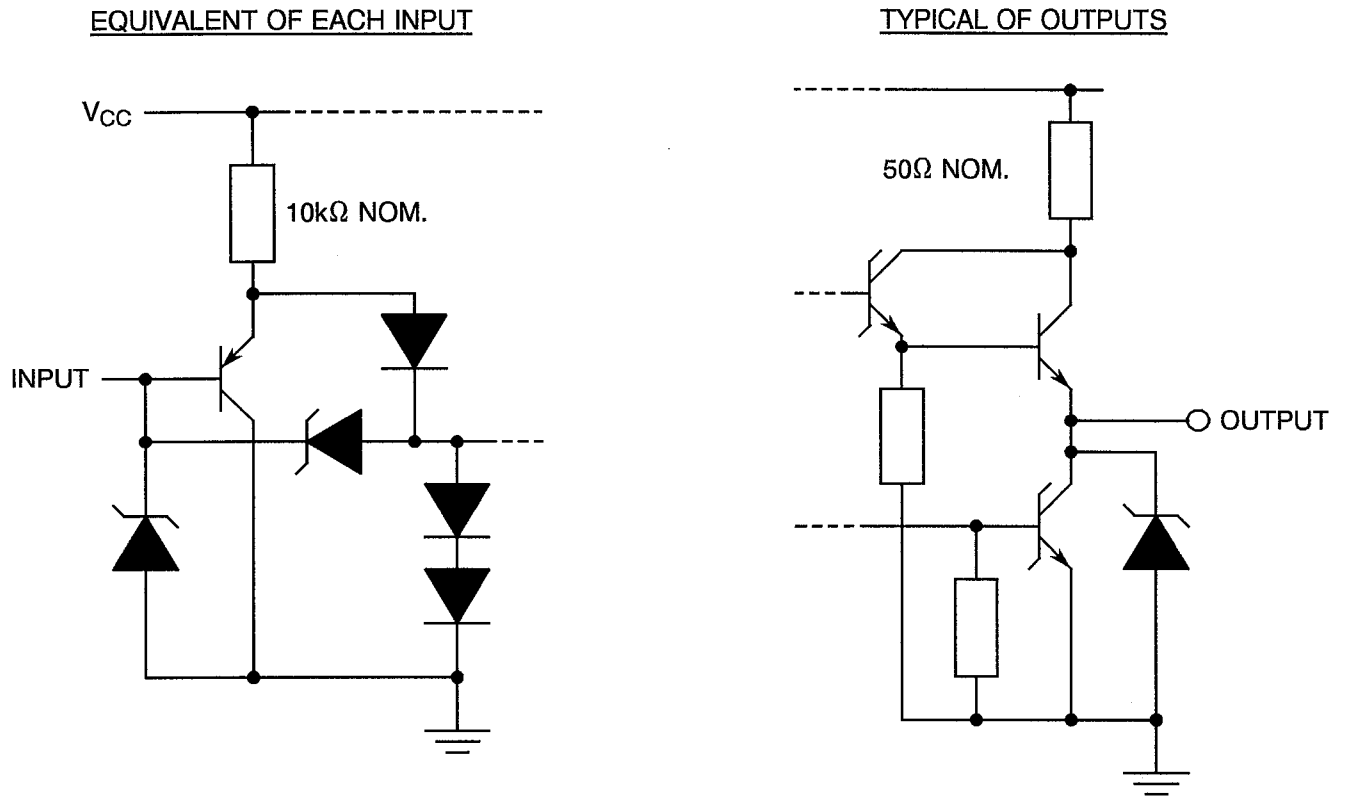 EQUIVALENT OF EACH INPUT
TYPICAL OF OUTPUTS
VCC
10kΩ NOM.
50Ω NOM.
INPUT
OUTPUT